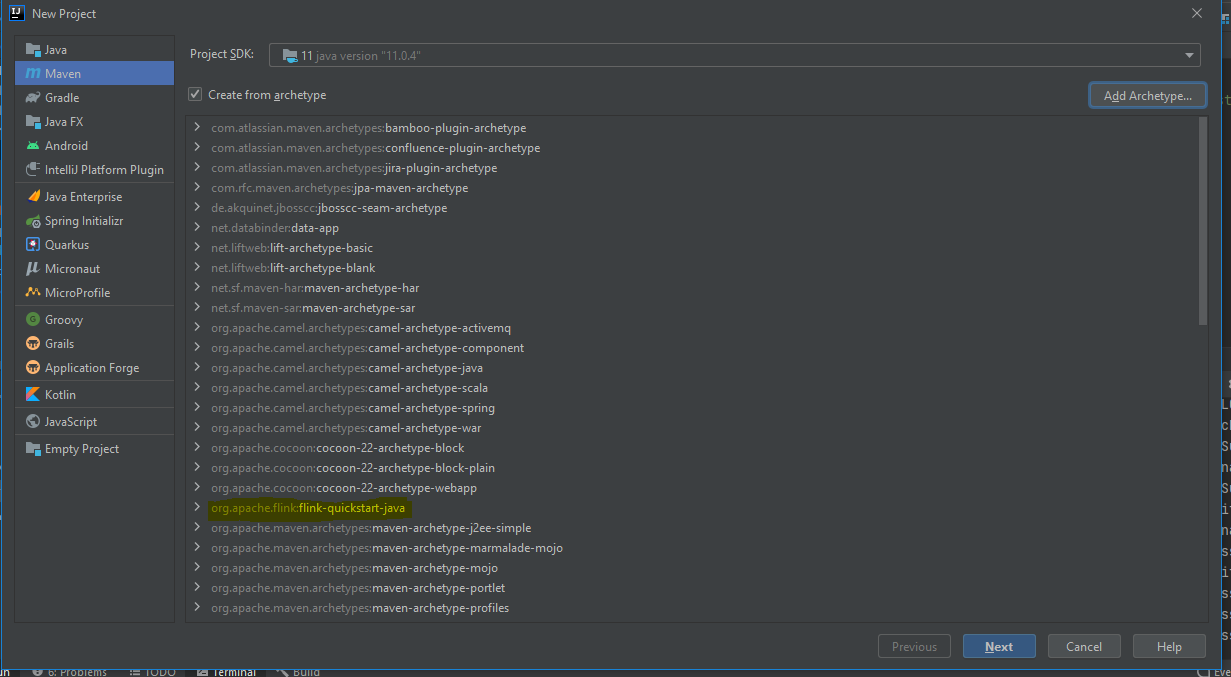 New Project
Java
Maven
Gradle
Java FX
Android
IntelliJ Platform Plugin
Java Enterprise
Spring Initializr
Quarkus
Micronaut
MicroProfile
Groovy
Grails
Application Forge
Kotlin
JavaScript
Empty Project
Project SDK: 11 java version "11.0.4"
Create from archetype
Add Archetype...
com.atlassian.maven.archetypes:bamboo-plugin-archetype
com.atlassian.maven.archetypes:confluence-plugin-archetype
com.atlassian.maven.archetypes:jira-plugin-archetype
com.rfc.maven.archetypes:jpa-maven-archetype
de.akquinet.jbosscc:jbosscc-seam-archetype
net.databinder:data-app
net.liftweb:lift-archetype-basic
net.liftweb:lift-archetype-blank
net.sf.maven-har:maven-archetype-har
net.sf.maven-sar:maven-archetype-sar
org.apache.camel.archetypes:camel-archetype-activemq
org.apache.camel.archetypes:camel-archetype-component
org.apache.camel.archetypes:camel-archetype-java
org.apache.camel.archetypes:camel-archetype-scala
org.apache.camel.archetypes:camel-archetype-spring
org.apache.camel.archetypes:camel-archetype-war
org.apache.cocoon:cocoon-22-archetype-block
org.apache.cocoon:cocoon-22-archetype-block-plain
org.apache.cocoon:cocoon-22-archetype-webapp
org.apache.flink:flink-quickstart-java
org.apache.maven.archetypes:maven-archetype-j2ee-simple
org.apache.maven.archetypes:maven-archetype-marmalade-mojo
org.apache.maven.archetypes:maven-archetype-mojo
org.apache.maven.archetypes:maven-archetype-portlet
org.apache.maven.archetypes:maven-archetype-profiles
Previous Next Cancel Help
6: Problems TODO Terminal Build